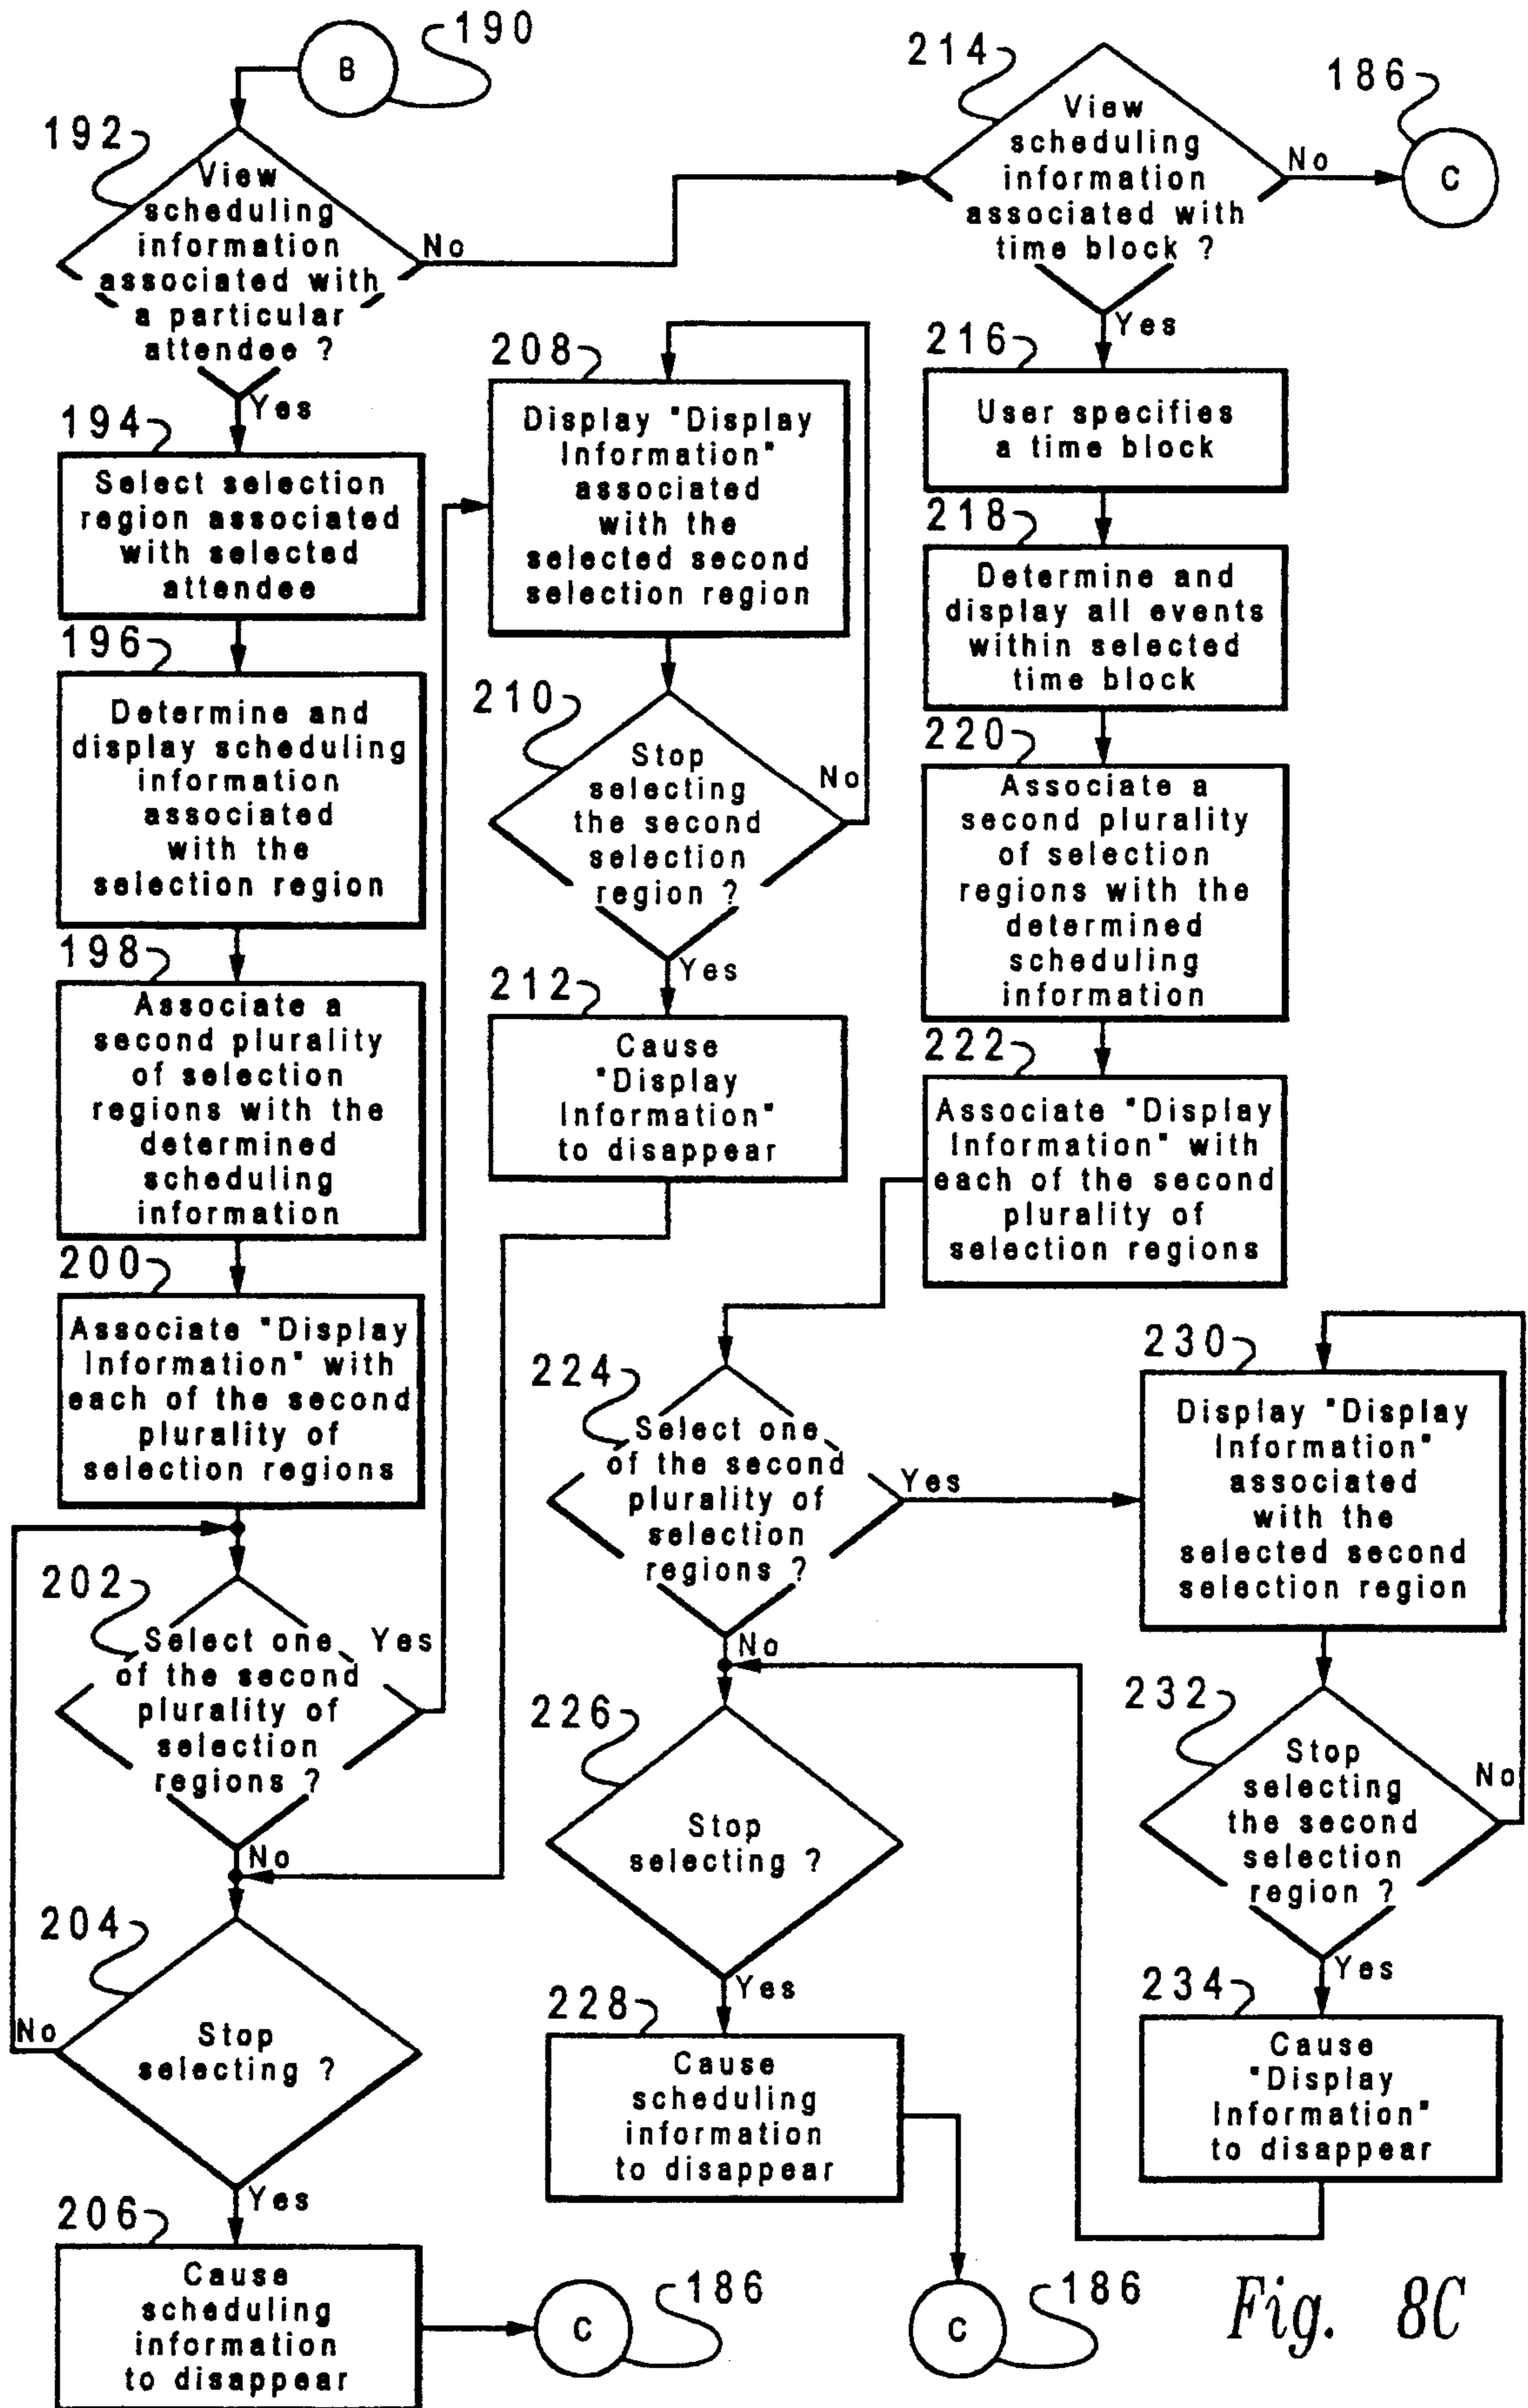 190
B
192
View
scheduling
information
associated with
a particular
attendee ?
No
Yes
194
Select selection
region associated
with selected
attendee
196
Determine and
display scheduling
information
associated
with the
selection region
198
Associate a
second plurality
of selection
regions with the
determined
scheduling
information
200
Associate "Display
Information" with
each of the second
plurality of
selection regions
202
Select one
of the second
plurality of
selection
regions ?
Yes
No
204
Stop
selecting ?
No
Yes
206
Cause
scheduling
information
to disappear
C
186
208
Display "Display
Information"
associated
with the
selected second
selection region
210
Stop
selecting
the second
selection
region ?
No
Yes
212
Cause
"Display
Information"
to disappear
214
View
scheduling
information
associated with
time block ?
No
186
C
Yes
216
User specifies
a time block
218
Determine and
display all events
within selected
time block
220
Associate a
second plurality
of selection
regions with the
determined
scheduling
information
222
Associate "Display
Information" with
each of the second
plurality of
selection regions
224
Select one
of the second
plurality of
selection
regions ?
Yes
No
226
Stop
selecting ?
Yes
228
Cause
scheduling
information
to disappear
C
186
230
Display "Display
Information"
associated
with the
selected second
selection region
232
Stop
selecting
the second
selection
region ?
No
Yes
234
Cause
"Display
Information"
to disappear
Fig. 8C